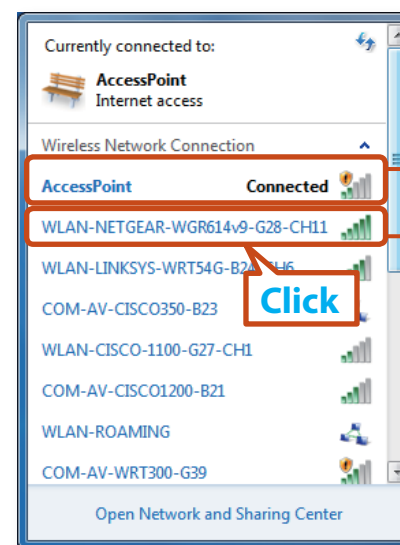 Currently connected to:
AccessPoint
Internet access
Wireless Network Connection
AccessPoint Connected
WLAN-NETGEAR-WGR614v9-G28-CH11
WLAN-LINKSYS-WRT54G-B24-CH6
Click
COM-AV-CISCO350-B23
WLAN-CISCO-1100-G27-CH1
COM-AV-CISCO1200-B21
WLAN-ROAMING
COM-AV-WRT300-G39
Open Network and Sharing Center